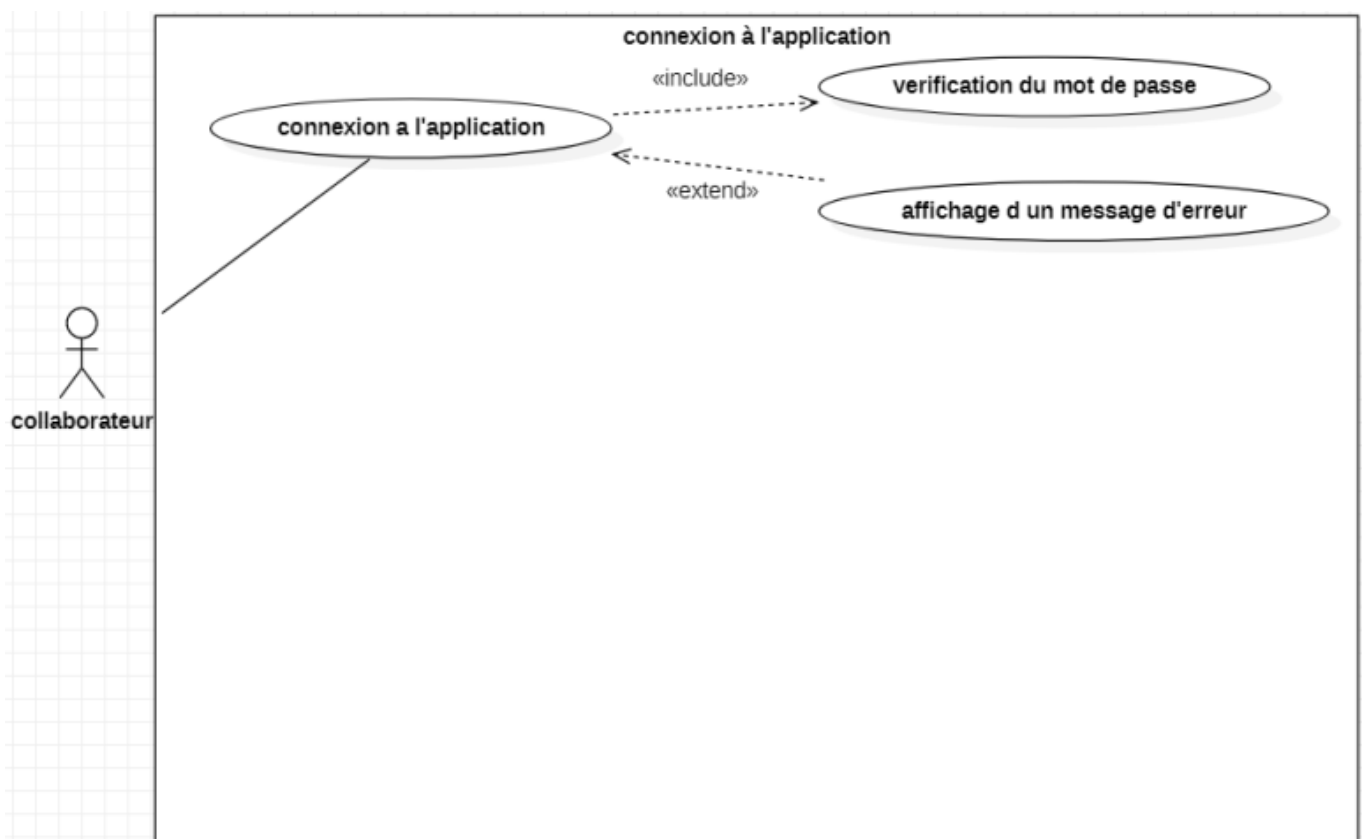 connexion à l'application
«include»
verification du mot de passe
connexion a l'application
«extend»
affichage d un message d'erreur
collaborateur